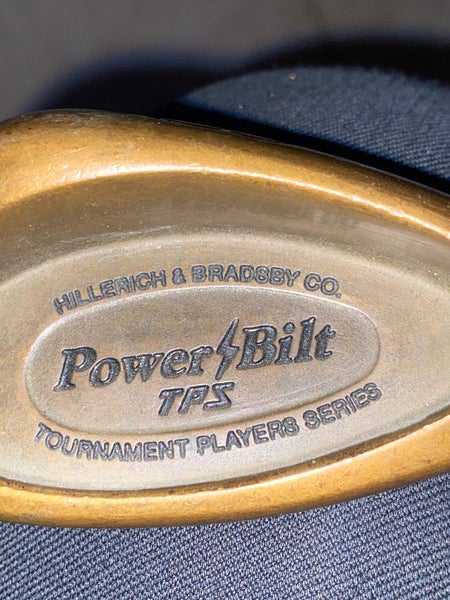 HILLERICH & BRADSBY CO.
Power Bilt
TPS
TOURNAMENT PLAYERS SERIES